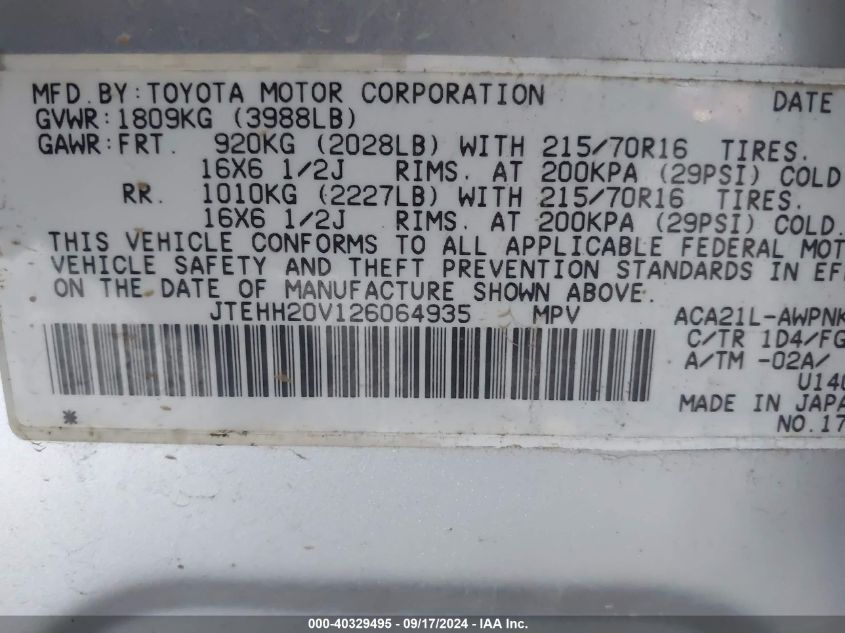 MFD.BY:TOYOTA MOTOR CORPORATION DATE
GVWR:1809KG (3988LB)
GAWR:FRT. 920KG (2028LB) WITH 215/70R16 TIRES.
16X6 1/2J RIMS. AT 200KPA (29PSI) COLD
RR. 1010KG (2227LB) WITH 215/70R16 TIRES.
16X6 1/2J RIMS. AT 200KPA (29PSI) COLD.
THIS VEHICLE CONFORMS TO ALL APPLICABLE FEDERAL MOT
VEHICLE SAFETY AND THEFT PREVENTION STANDARDS IN EF
ON THE DATE OF MANUFACTURE SHOWN ABOVE.
JTEHH20V126064935 MPV ACA21L-AWPNK
C/TR 1D4/FG
A/TM -02A/
U140
MADE IN JAPA
* NO.17
000-40329495 - 09/17/2024 - IAA Inc.